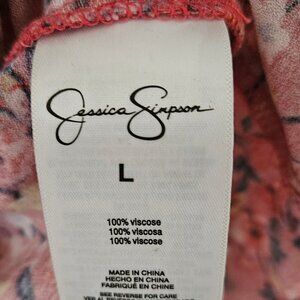 Jessica Simpson
L
100% viscose
100% viscosa
100% viscose
MADE IN CHINA
HECHO EN CHINA
FABRIQUÉ EN CHINE
SEE REVERSE FOR CARE